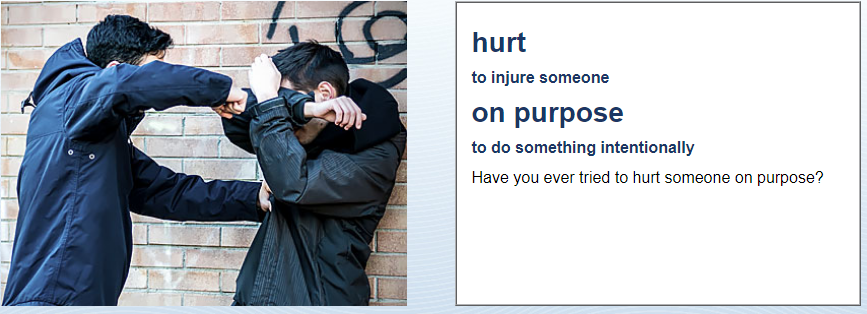 hurt
to injure someone
on purpose
to do something intentionally
Have you ever tried to hurt someone on purpose?